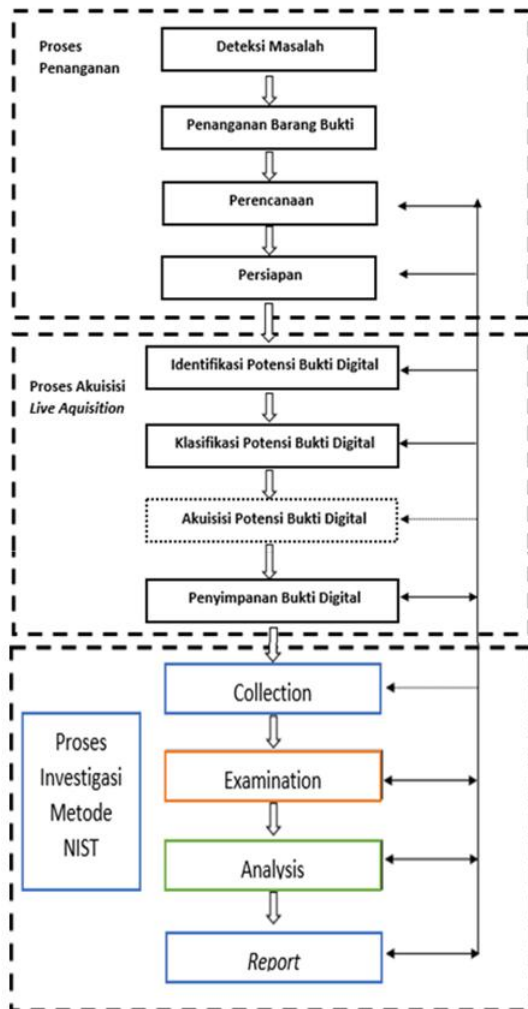 Proses
Penanganan
Deteksi Masalah
Penanganan Barang Bukti
Perencanaan
Persiapan
Proses Akuisisi
Live Aquisition
Identifikasi Potensi Bukti Digital
Klasifikasi Potensi Bukti Digital
Akuisisi Potensi Bukti Digital
Penyimpanan Bukti Digital
Proses
Investigasi
Metode
NIST
Collection
Examination
Analysis
Report